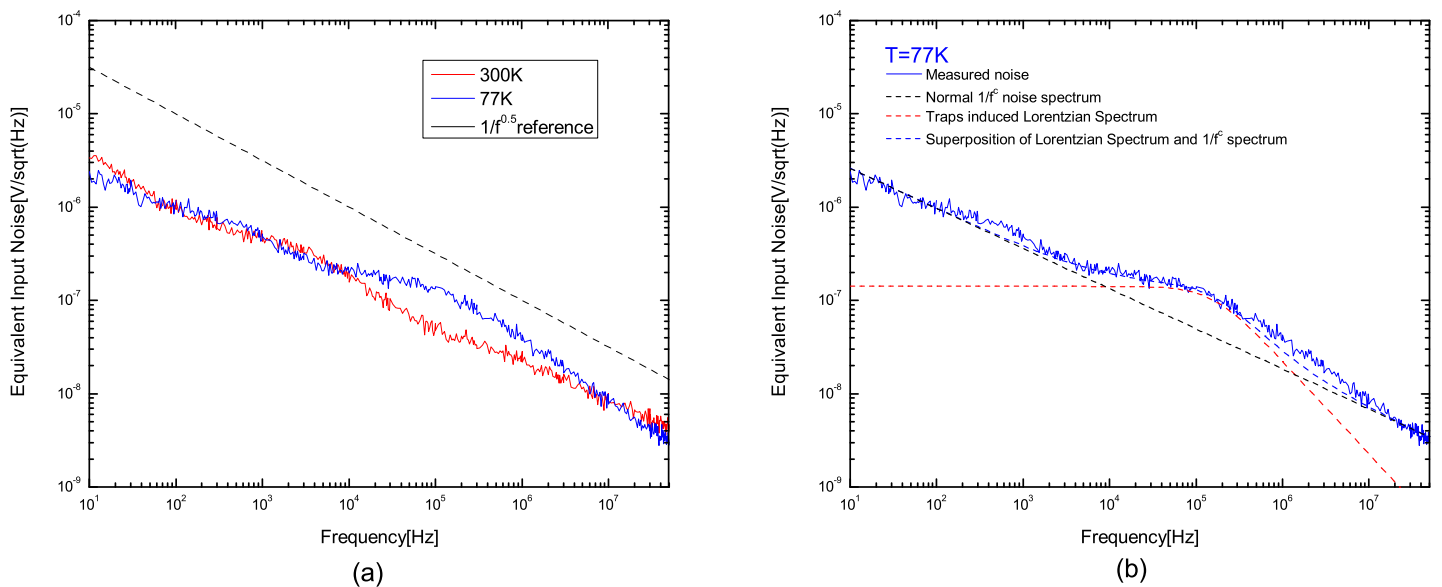 10^-4
10^-5
10^-6
10^-7
10^-8
10^-9
Equivalent Input Noise[V/sqrt(Hz)]
300K
77K
1/f^0.5 reference
10^1 10^2 10^3 10^4 10^5 10^6 10^7
Frequency[Hz]
(a)
10^-4
10^-5
10^-6
10^-7
10^-8
10^-9
Equivalent Input Noise[V/sqrt(Hz)]
T=77K
Measured noise
Normal 1/f^c noise spectrum
Traps induced Lorentzian Spectrum
Superposition of Lorentzian Spectrum and 1/f^c spectrum
10^1 10^2 10^3 10^4 10^5 10^6 10^7
Frequency[Hz]
(b)